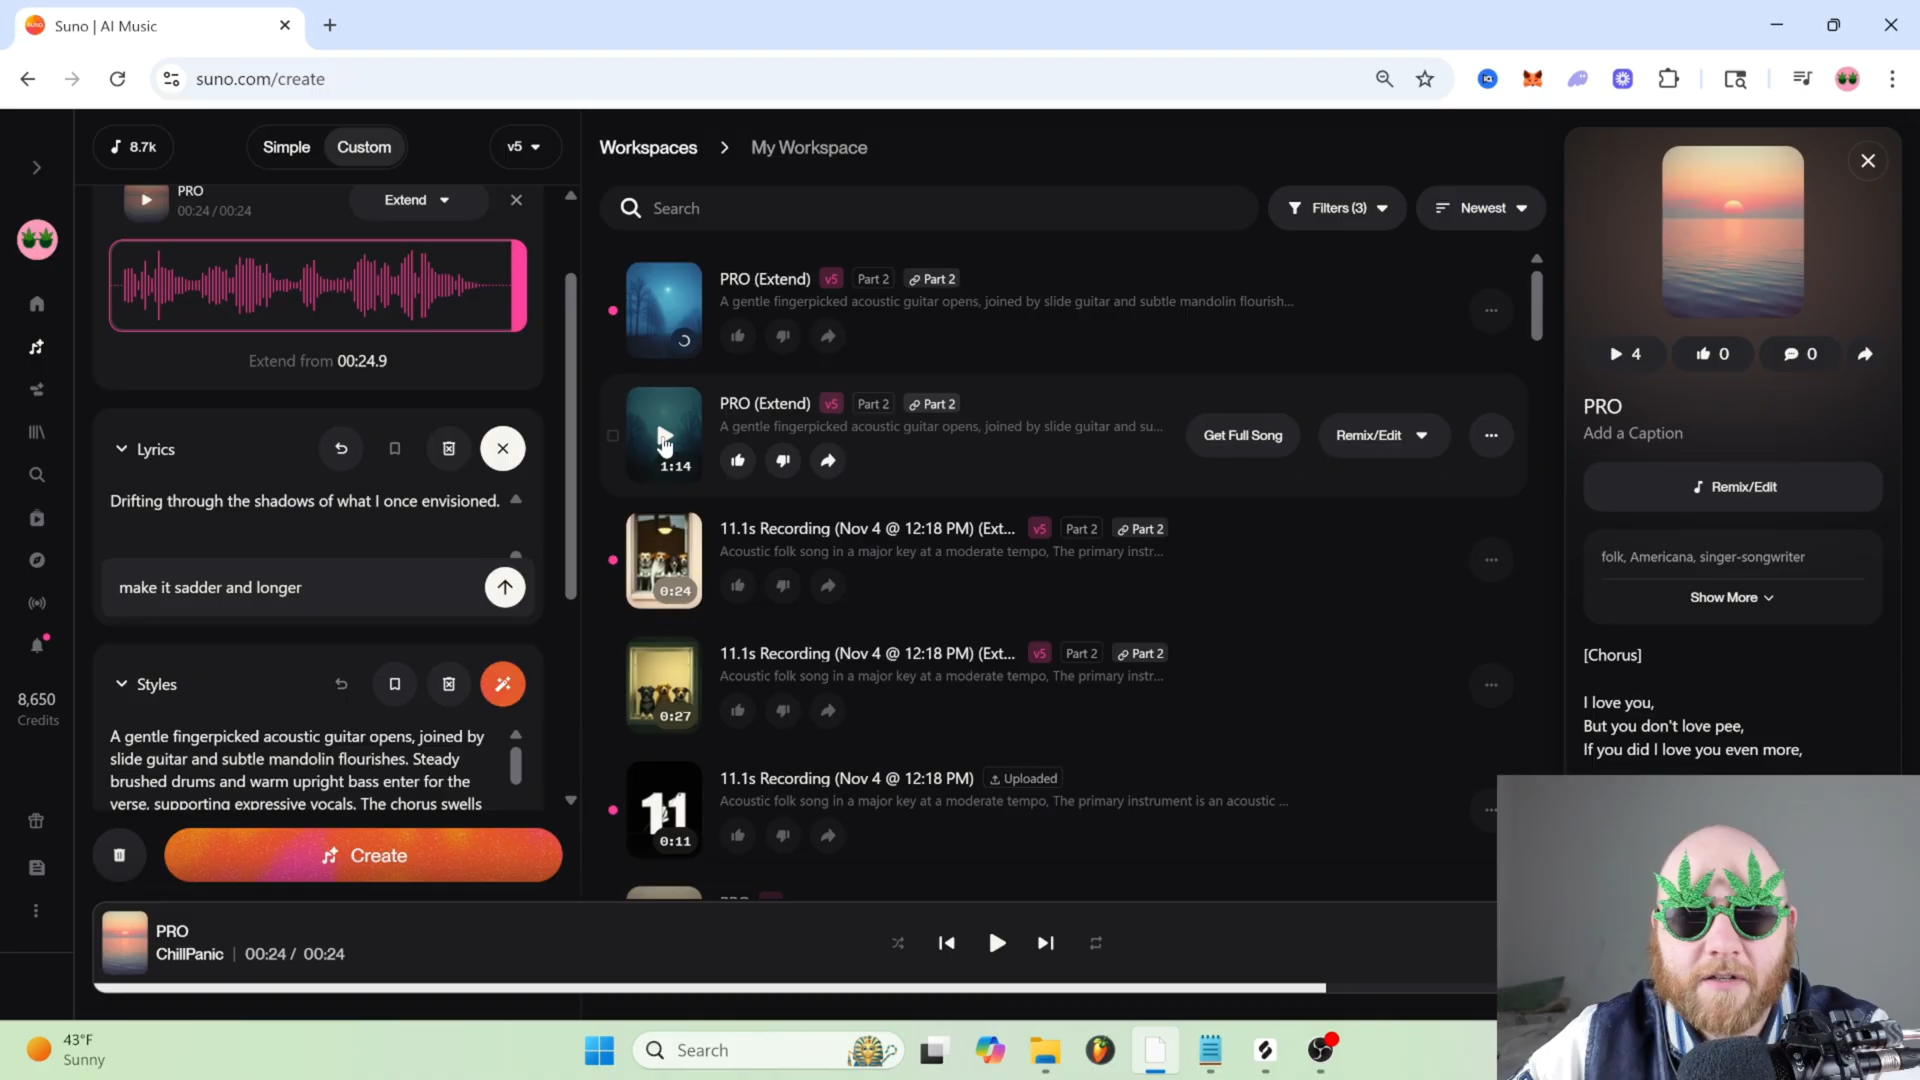 Suno | AI Music
suno.com/create
8.7k
Simple
Custom
v5
Workspaces
My Workspace
PRO
00:24 / 00:24
Extend
Search
Filters (3)
Newest
Extend from 00:24.9
PRO (Extend) v5 Part 2 Part 2
A gentle fingerpicked acoustic guitar opens, joined by slide guitar and subtle mandolin flourish...
PRO (Extend) v5 Part 2 Part 2
A gentle fingerpicked acoustic guitar opens, joined by slide guitar and su...
1:14
Get Full Song
Remix/Edit
Lyrics
Drifting through the shadows of what I once envisioned.
make it sadder and longer
11.1s Recording (Nov 4 @ 12:18 PM) (Ext... v5 Part 2 Part 2
Acoustic folk song in a major key at a moderate tempo, The primary instr...
0:24
11.1s Recording (Nov 4 @ 12:18 PM) (Ext... v5 Part 2 Part 2
Acoustic folk song in a major key at a moderate tempo, The primary instr...
0:27
Styles
A gentle fingerpicked acoustic guitar opens, joined by
slide guitar and subtle mandolin flourishes. Steady
brushed drums and warm upright bass enter for the
verse, supporting expressive vocals. The chorus swells
11.1s Recording (Nov 4 @ 12:18 PM) Uploaded
Acoustic folk song in a major key at a moderate tempo, The primary instrument is an acoustic ...
11
0:11
8,650
Credits
Create
4
0
0
PRO
Add a Caption
Remix/Edit
folk, Americana, singer-songwriter
Show More
[Chorus]
I love you,
But you don't love pee,
If you did I love you even more,
PRO
ChillPanic | 00:24 / 00:24
43°F
Sunny
Search